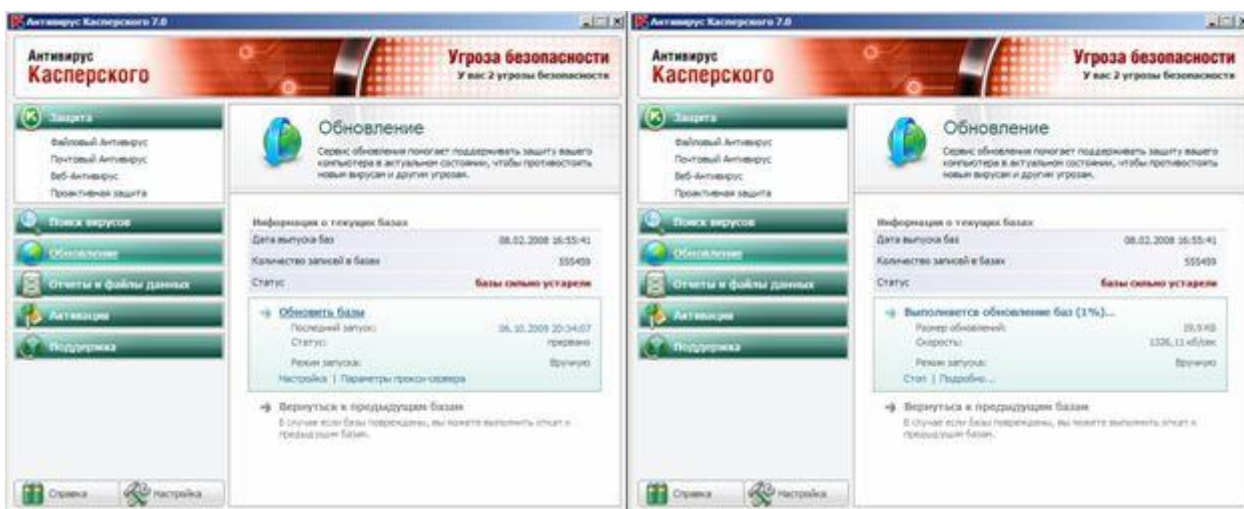 Антивирус Касперского 7.0
Антивирус
Касперского
Угроза безопасности
У вас 2 угрозы безопасности
Защита
Файловый Антивирус
Почтовый Антивирус
Веб-Антивирус
Проактивная защита
Поиск вирусов
Обновление
Отчеты и файлы данных
Активация
Поддержка
Справка
Настройка
Обновление
Сервис обновления помогает поддерживать защиту вашего
компьютера в актуальном состоянии, чтобы противостоять
новым вирусам и другим угрозам.
Информация о текущих базах
Дата выпуска баз 08.02.2008 16:55:41
Количество записей в базах
Статус базы сильно устарели
Обновить базы
Последний запуск: 06.10.2009 20:34:07
Статус: прервано
Режим запуска: Вручную
Настройка | Параметры прокси-сервера
Вернуться к предыдущим базам
В случае если базы повреждены, вы можете выполнить откат к
предыдущим базам.
Антивирус Касперского 7.0
Антивирус
Касперского
Угроза безопасности
У вас 2 угрозы безопасности
Защита
Файловый Антивирус
Почтовый Антивирус
Веб-Антивирус
Проактивная защита
Поиск вирусов
Обновление
Отчеты и файлы данных
Активация
Поддержка
Справка
Настройка
Обновление
Сервис обновления помогает поддерживать защиту вашего
компьютера в актуальном состоянии, чтобы противостоять
новым вирусам и другим угрозам.
Информация о текущих базах
Дата выпуска баз 08.02.2008 16:55:41
Количество записей в базах
Статус базы сильно устарели
Выполняется обновление баз (1%)...
Размер обновлений:
Скорость:
Режим запуска: Вручную
Стоп | Подробно...
Вернуться к предыдущим базам
В случае если базы повреждены, вы можете выполнить откат к
предыдущим базам.